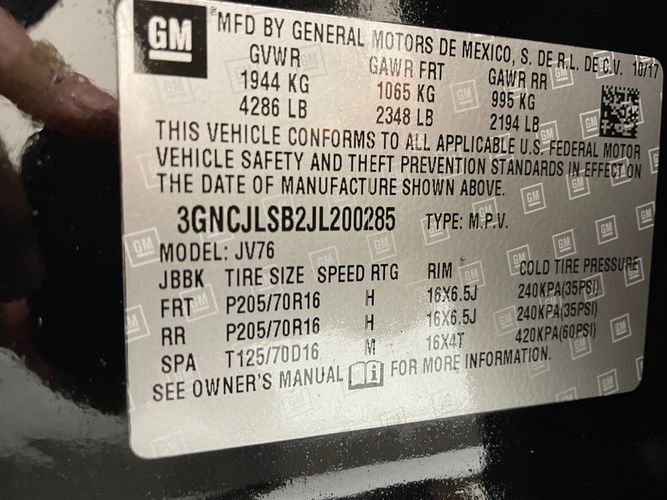 GM
MFD BY GENERAL MOTORS DE MEXICO, S. DE R.L. DE C.V. 10/17
GVWR GAWR FRT GAWR RR
1944 KG 1065 KG 995 KG
4286 LB 2348 LB 2194 LB
THIS VEHICLE CONFORMS TO ALL APPLICABLE U.S. FEDERAL MOTOR
VEHICLE SAFETY AND THEFT PREVENTION STANDARDS IN EFFECT ON
THE DATE OF MANUFACTURE SHOWN ABOVE.
3GNCJLSB2JL200285 TYPE: M.P.V.
MODEL: JV76
JBBK TIRE SIZE SPEED RTG RIM COLD TIRE PRESSURE
FRT P205/70R16 H 16X6.5J 240KPA(35PSI)
RR P205/70R16 H 16X6.5J 240KPA(35PSI)
SPA T125/70D16 M 16X4T 420KPA(60PSI)
SEE OWNER'S MANUAL FOR MORE INFORMATION.